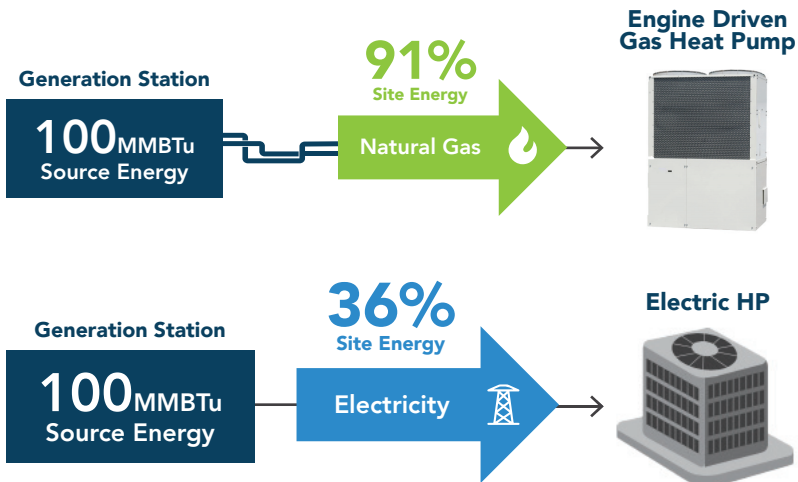 Engine Driven
Gas Heat Pump
91%
Site Energy
Generation Station
100MMBTu
Source Energy
Natural Gas
Electric HP
36%
Site Energy
Generation Station
100MMBTu
Source Energy
Electricity